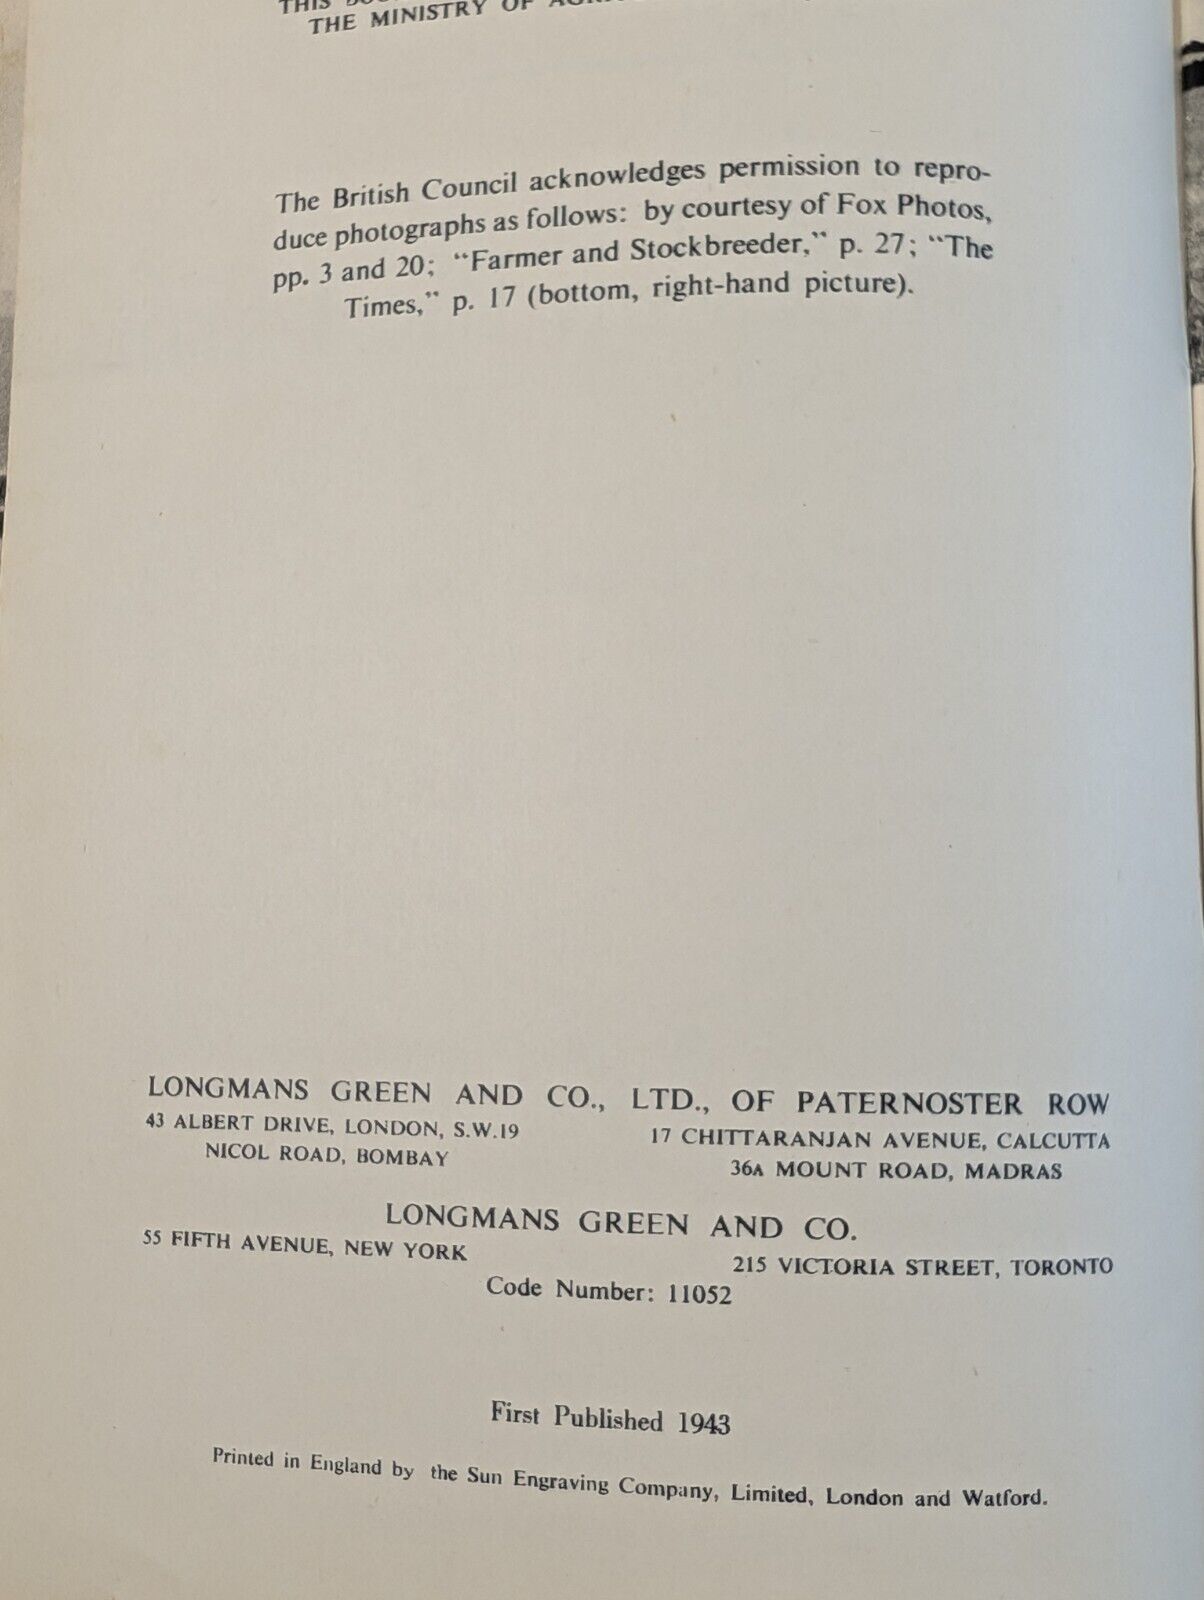 THIS
THE MINISTRY OF
The British Council acknowledges permission to repro-
duce photographs as follows: by courtesy of Fox Photos,
pp. 3 and 20; “Farmer and Stockbreeder,” p. 27; “The
Times,” p. 17 (bottom, right-hand picture).
LONGMANS GREEN AND CO., LTD., OF PATERNOSTER ROW
43 ALBERT DRIVE, LONDON, S.W.19
17 CHITTARANJAN AVENUE, CALCUTTA
NICOL ROAD, BOMBAY
36A MOUNT ROAD, MADRAS
LONGMANS GREEN AND CO.
55 FIFTH AVENUE, NEW YORK
215 VICTORIA STREET, TORONTO
Code Number: 11052
First Published 1943
Printed in England by the Sun Engraving Company, Limited, London and Watford.